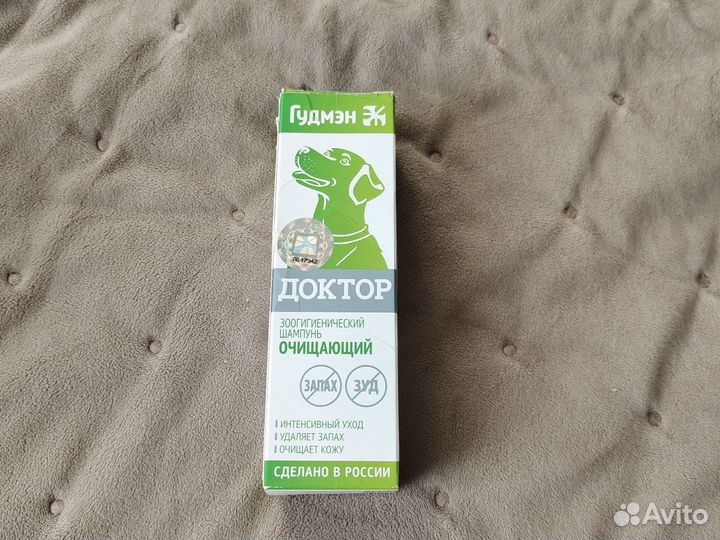 Гудмэн
ДОКТОР
ЗООГИГИЕНИЧЕСКИЙ
ШАМПУНЬ
ОЧИЩАЮЩИЙ
ЗАПАХ ЗУД
ИНТЕНСИВНЫЙ УХОД
УДАЛЯЕТ ЗАПАХ
ОЧИЩАЕТ КОЖУ
СДЕЛАНО В РОССИИ
Avito